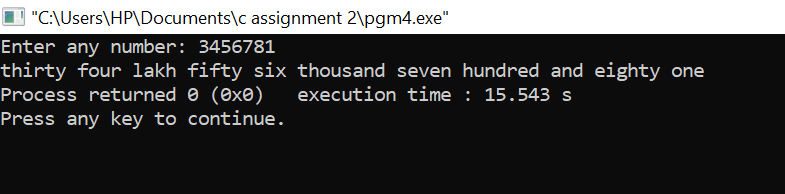 "C:\Users\HP\Documents\c assignment 2\pgm4.exe"
Enter any number: 3456781
thirty four lakh fifty six thousand seven hundred and eighty one
Process returned 0 (0x0)   execution time : 15.543 s
Press any key to continue.